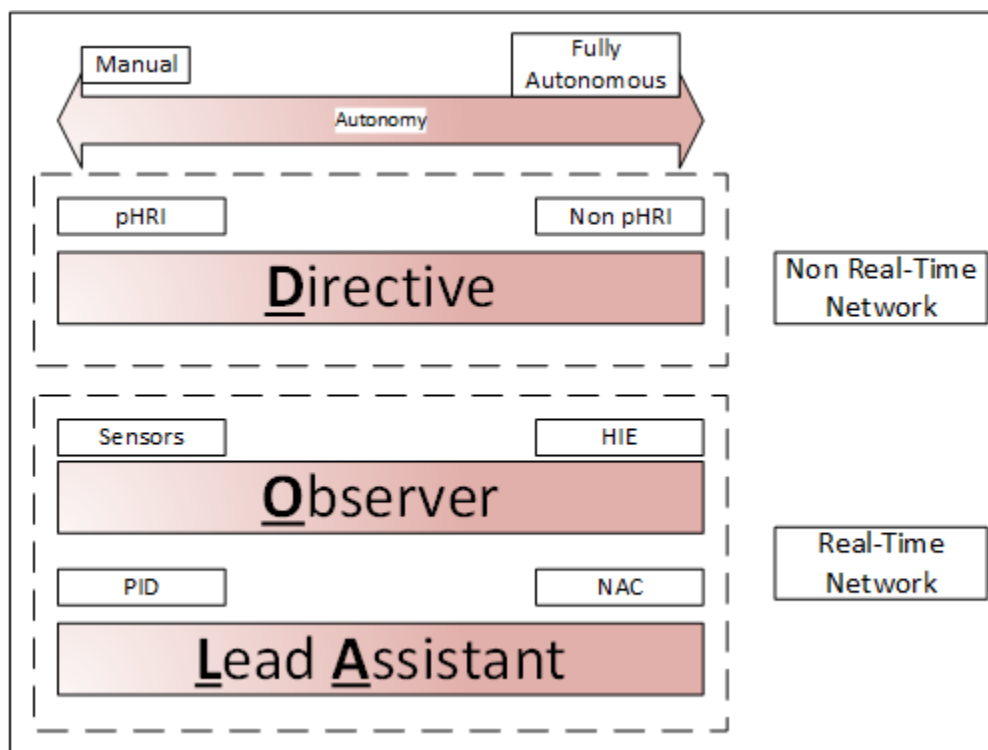 Manual
Fully
Autonomous
Autonomy
pHRI
Non pHRI
Directive
Non Real-Time
Network
Sensors
HIE
Observer
PID
NAC
Real-Time
Network
Lead Assistant